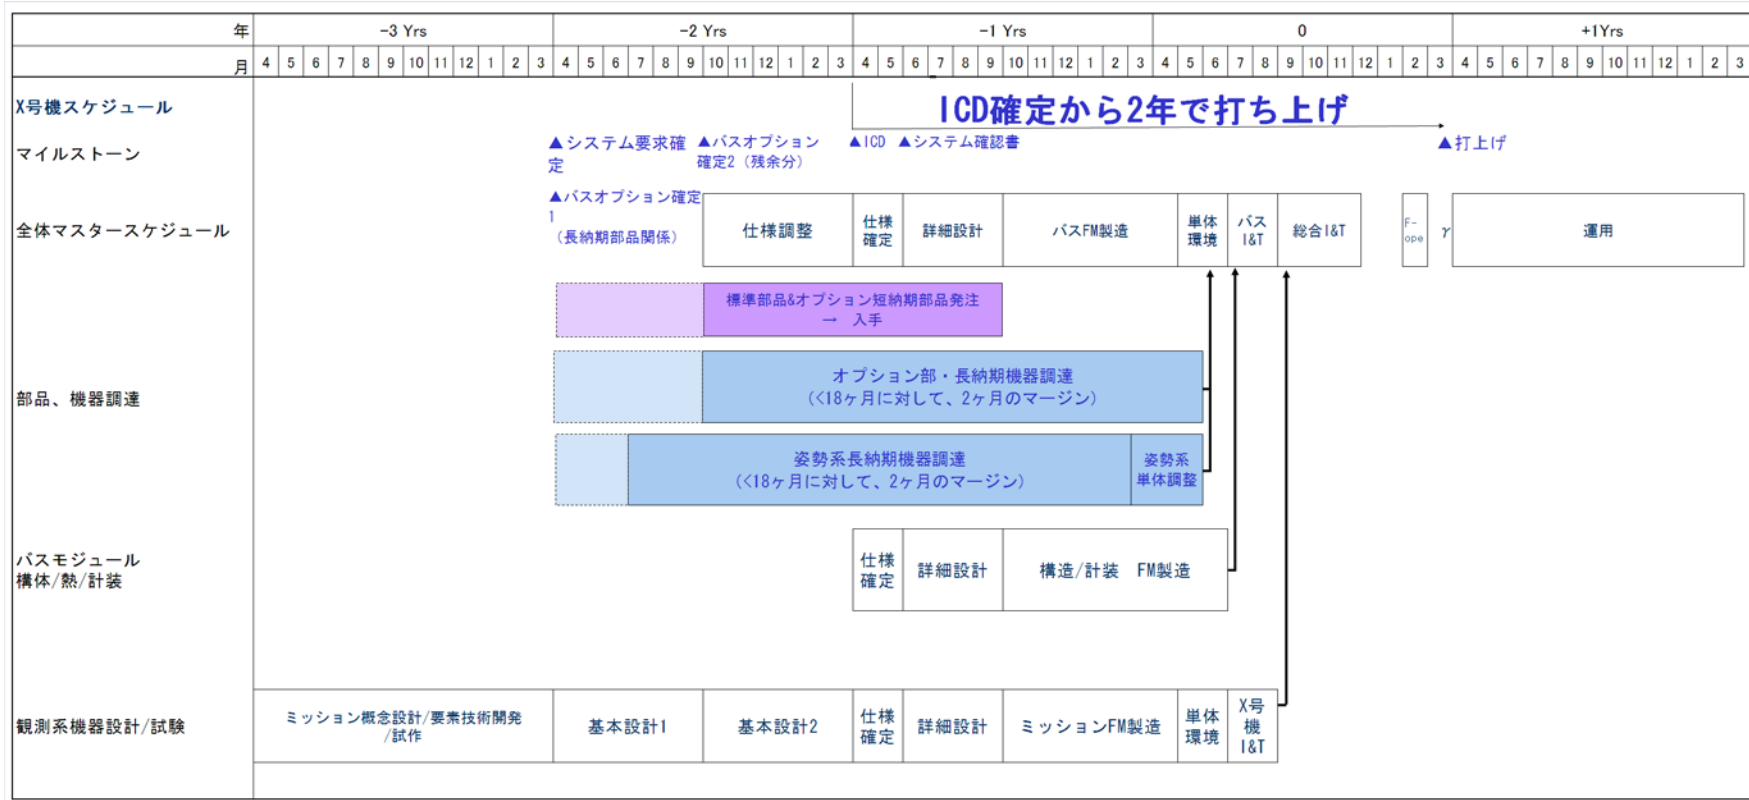 年 -3 Yrs -2 Yrs -1 Yrs 0 +1Yrs
月 4 5 6 7 8 9 10 11 12 1 2 3 4 5 6 7 8 9 10 11 12 1 2 3 4 5 6 7 8 9 10 11 12 1 2 3 4 5 6 7 8 9 10 11 12 1 2 3 4 5 6 7 8 9 10 11 12 1 2 3
X号機スケジュール
ICD確定から2年で打ち上げ
マイルストーン
▲システム要求確
定
▲バスオプション
確定2（残余分）
▲ICD
▲システム確認書
▲打上げ
▲バスオプション確定
1
（長納期部品関係）
全体マスタースケジュール
仕様調整
仕様
確定
詳細設計
バスFM製造
単体
環境
バス
I&T
総合I&T
F-
ope
γ
運用
標準部品&オプション短納期部品発注
→ 入手
部品、機器調達
オプション部・長納期機器調達
（<18ヶ月に対して、2ヶ月のマージン）
姿勢系長納期機器調達
（<18ヶ月に対して、2ヶ月のマージン）
姿勢系
単体調整
バスモジュール
構体/熱/計装
仕様
確定
詳細設計
構造/計装 FM製造
観測系機器設計/試験
ミッション概念設計/要素技術開発
/試作
基本設計1
基本設計2
仕様
確定
詳細設計
ミッションFM製造
単体
環境
X号
機
I&T